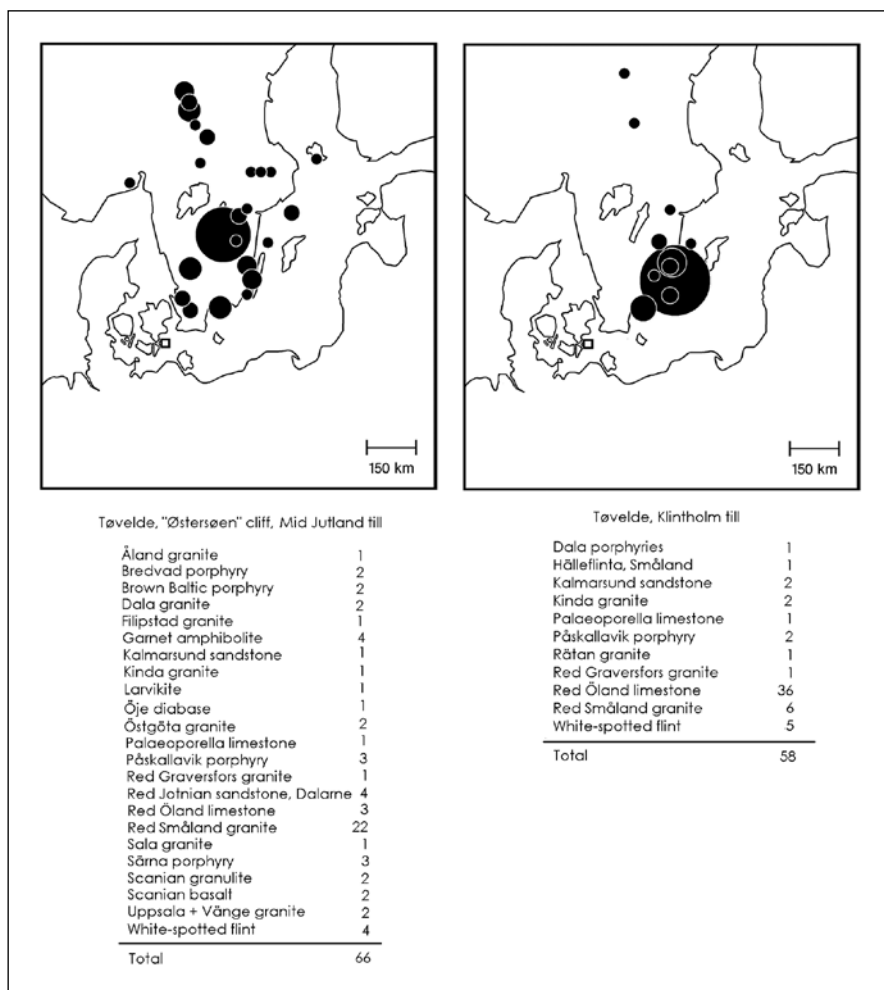 150 km
150 km
Tøvelde, "Østersøen" cliff, Mid Jutland till
Åland granite 1
Bredvad porphyry 2
Brown Baltic porphyry 2
Dala granite 2
Filipstad granite 1
Garnet amphibolite 4
Kalmarsund sandstone 1
Kinda granite 1
Larvikite 1
Öje diabase 1
Östgöta granite 2
Palaeoporella limestone 1
Påskallavik porphyry 3
Red Graversfors granite 1
Red Jotnian sandstone, Dalarne 4
Red Öland limestone 3
Red Småland granite 22
Sala granite 1
Särna porphyry 3
Scanian granulite 2
Scanian basalt 2
Uppsala + Vänge granite 2
White-spotted flint 4
Total 66
Tøvelde, Klintholm till
Dala porphyries 1
Hälleflinta, Småland 1
Kalmarsund sandstone 2
Kinda granite 2
Palaeoporella limestone 1
Påskallavik porphyry 2
Rätan granite 1
Red Graversfors granite 1
Red Öland limestone 36
Red Småland granite 6
White-spotted flint 5
Total 58